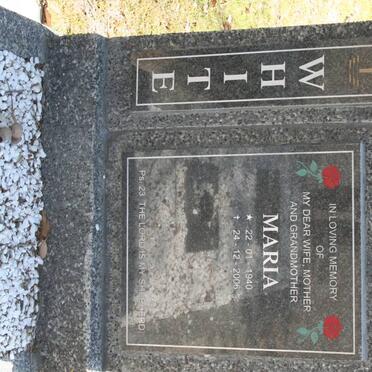 WHITE
IN LOVING MEMORY
OF
MY DEAR WIFE, MOTHER
AND GRANDMOTHER
MARIA
★ 22 . 01 . 1940
✝ 24 . 12 . 2006
Ps. 23 THE LORD IS MY SHEPHERD